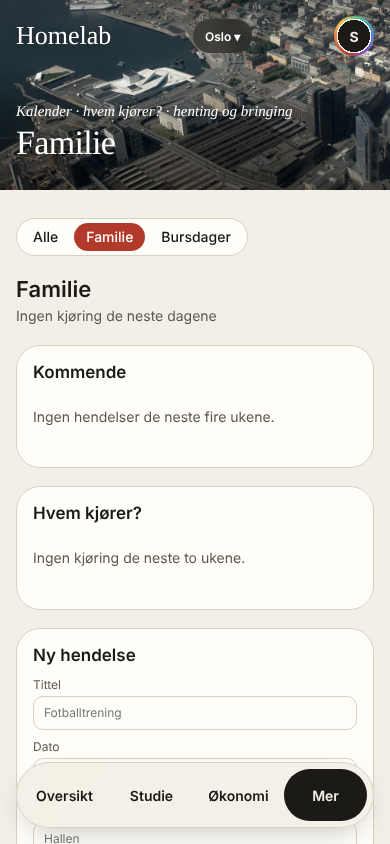 Homelab
Oslo ▾
S
Kalender · hvem kjører? · henting og bringing
Familie
Alle
Familie
Bursdager
Familie
Ingen kjøring de neste dagene
Kommende
Ingen hendelser de neste fire ukene.
Hvem kjører?
Ingen kjøring de neste to ukene.
Ny hendelse
Tittel
Fotballtrening
Dato
Oversikt
Studie
Økonomi
Mer
Hallen